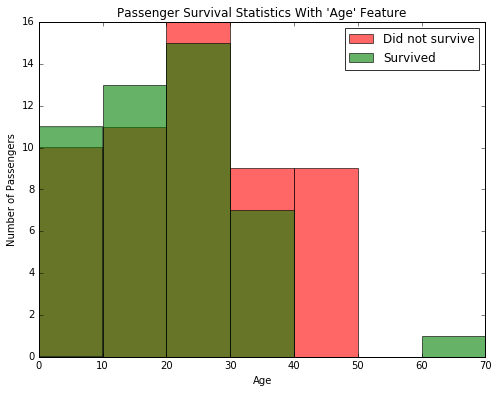 Passenger Survival Statistics With 'Age' Feature
Did not survive
Survived
16
14
12
10
8
6
4
2
0
Number of Passengers
0 10 20 30 40 50 60 70
Age